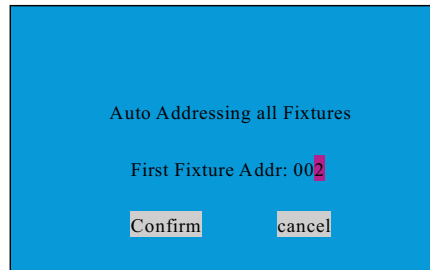 Auto Addressing all Fixtures
First Fixture Addr: 002
Confirm cancel